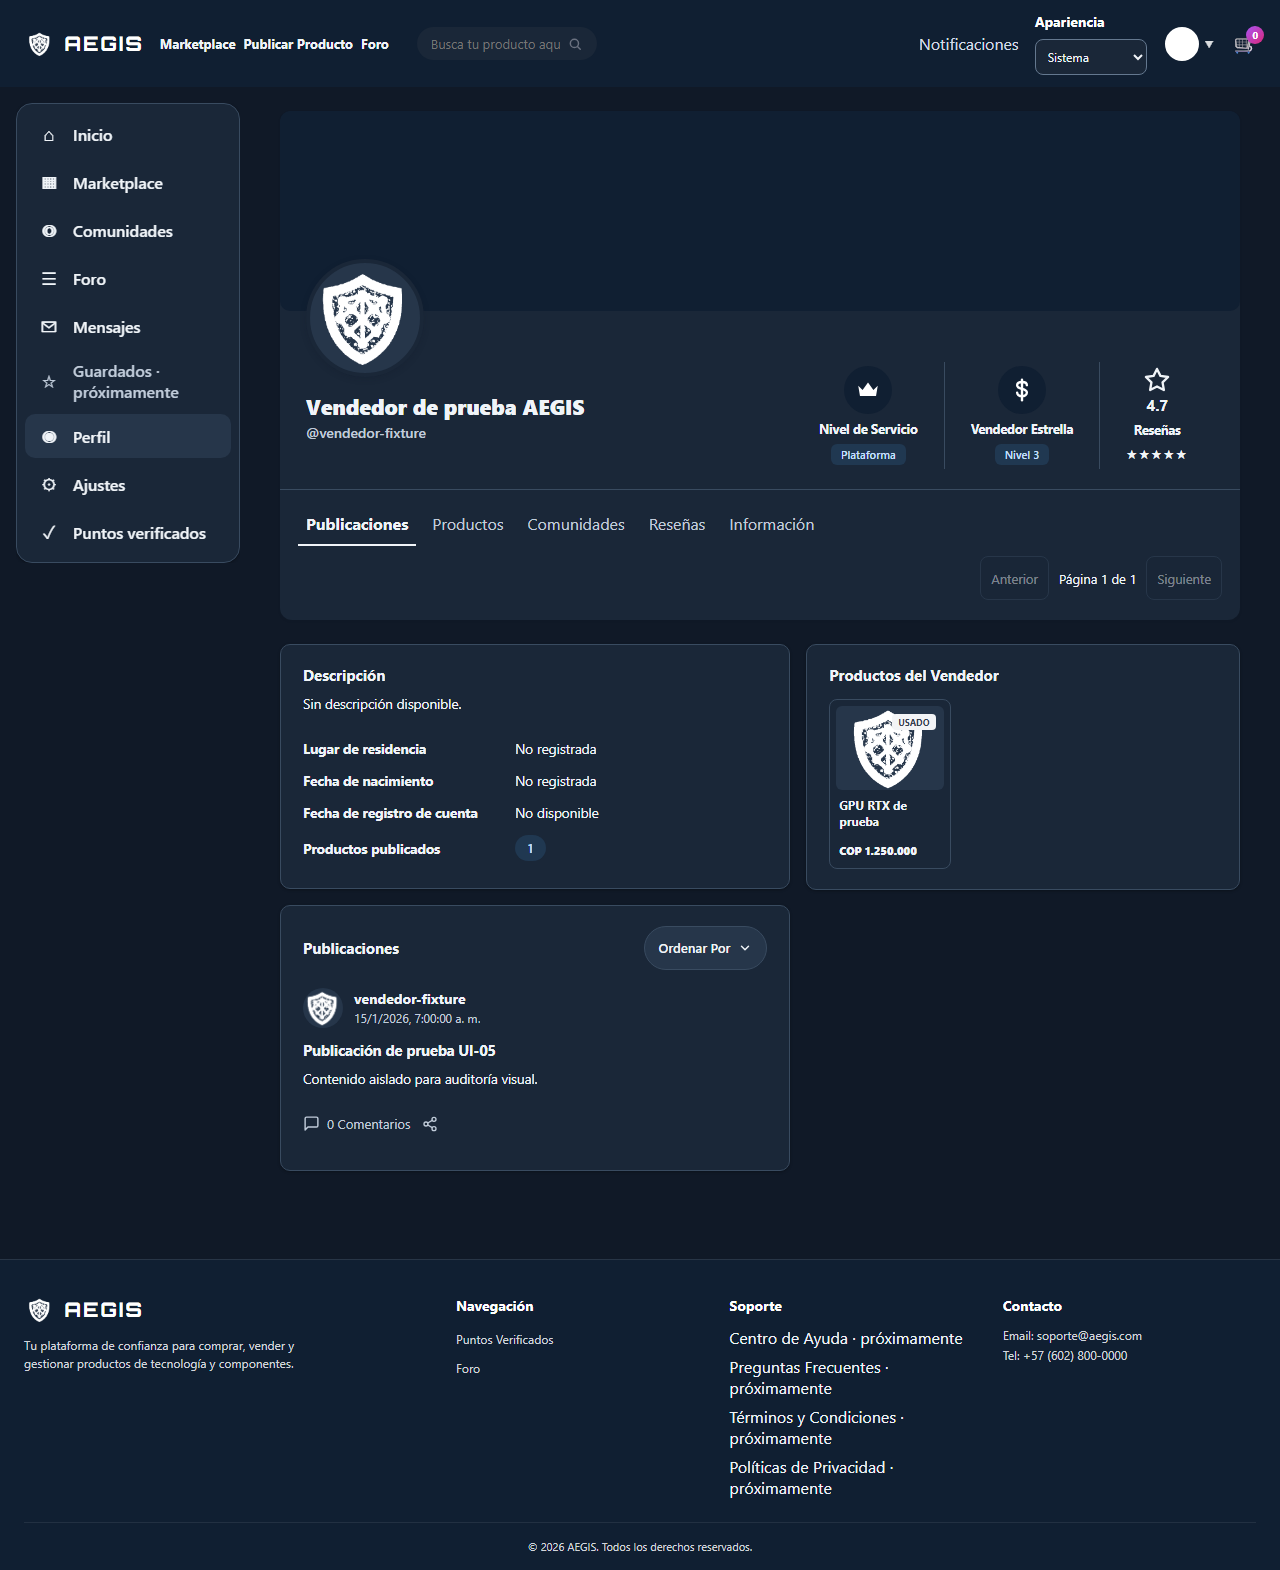 AEGIS
Marketplace Publicar Producto Foro
Busca tu producto aqu
Notificaciones
Apariencia
Sistema
0
Inicio
Marketplace
Comunidades
Foro
Mensajes
Guardados ·
próximamente
Perfil
Ajustes
Puntos verificados
Vendedor de prueba AEGIS
@vendedor-fixture
Nivel de Servicio
Plataforma
Vendedor Estrella
Nivel 3
4.7
Reseñas
★★★★★
Publicaciones Productos Comunidades Reseñas Información
Anterior Página 1 de 1 Siguiente
Descripción
Sin descripción disponible.
Lugar de residencia No registrada
Fecha de nacimiento No registrada
Fecha de registro de cuenta No disponible
Productos publicados 1
Productos del Vendedor
USADO
GPU RTX de
prueba
COP 1.250.000
Publicaciones
Ordenar Por
vendedor-fixture
15/1/2026, 7:00:00 a. m.
Publicación de prueba UI-05
Contenido aislado para auditoría visual.
0 Comentarios
AEGIS
Tu plataforma de confianza para comprar, vender y
gestionar productos de tecnología y componentes.
Navegación
Puntos Verificados
Foro
Soporte
Centro de Ayuda · próximamente
Preguntas Frecuentes ·
próximamente
Términos y Condiciones ·
próximamente
Políticas de Privacidad ·
próximamente
Contacto
Email: soporte@aegis.com
Tel: +57 (602) 800-0000
© 2026 AEGIS. Todos los derechos reservados.